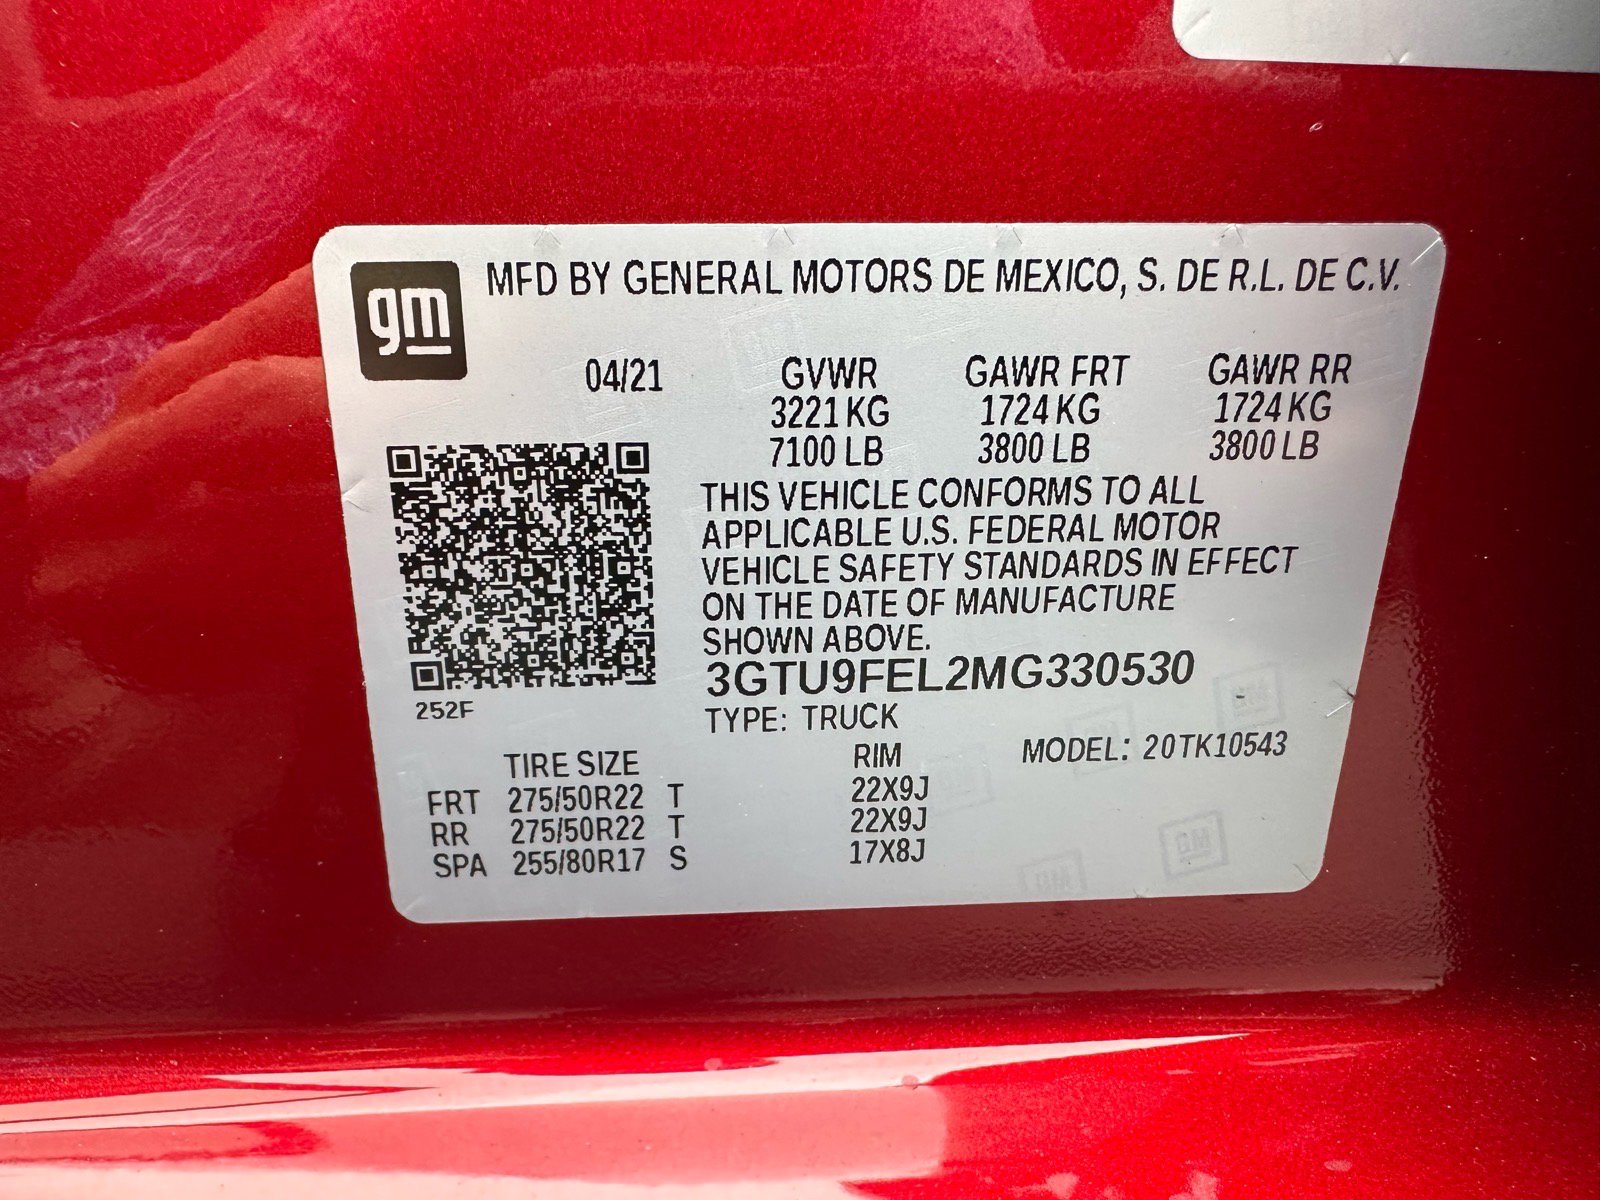 gm
MFD BY GENERAL MOTORS DE MEXICO, S. DE R.L. DE C.V.
04/21 GVWR GAWR FRT GAWR RR
3221 KG 1724 KG 1724 KG
7100 LB 3800 LB 3800 LB
THIS VEHICLE CONFORMS TO ALL
APPLICABLE U.S. FEDERAL MOTOR
VEHICLE SAFETY STANDARDS IN EFFECT
ON THE DATE OF MANUFACTURE
SHOWN ABOVE.
3GTU9FEL2MG330530
252F
TYPE: TRUCK
TIRE SIZE RIM MODEL: 20TK10543
FRT 275/50R22 T 22X9J
RR 275/50R22 T 22X9J
SPA 255/80R17 S 17X8J